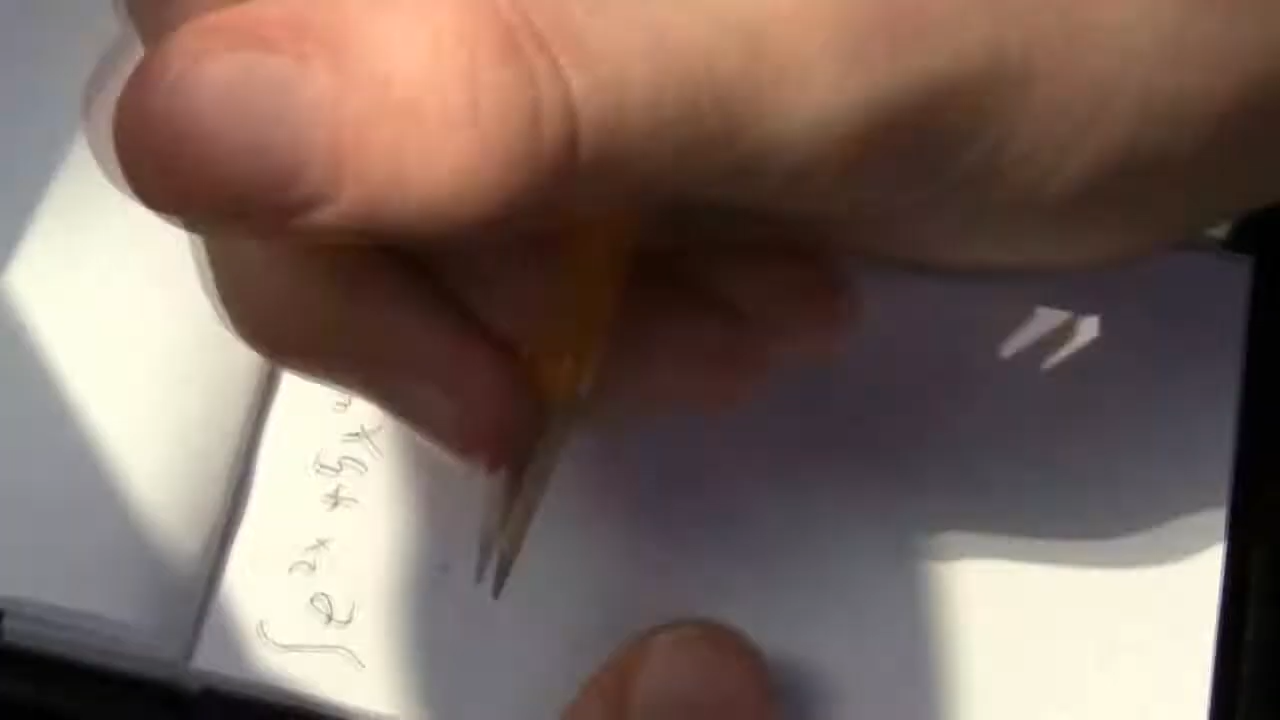 ∫ e^{2x} + 5x